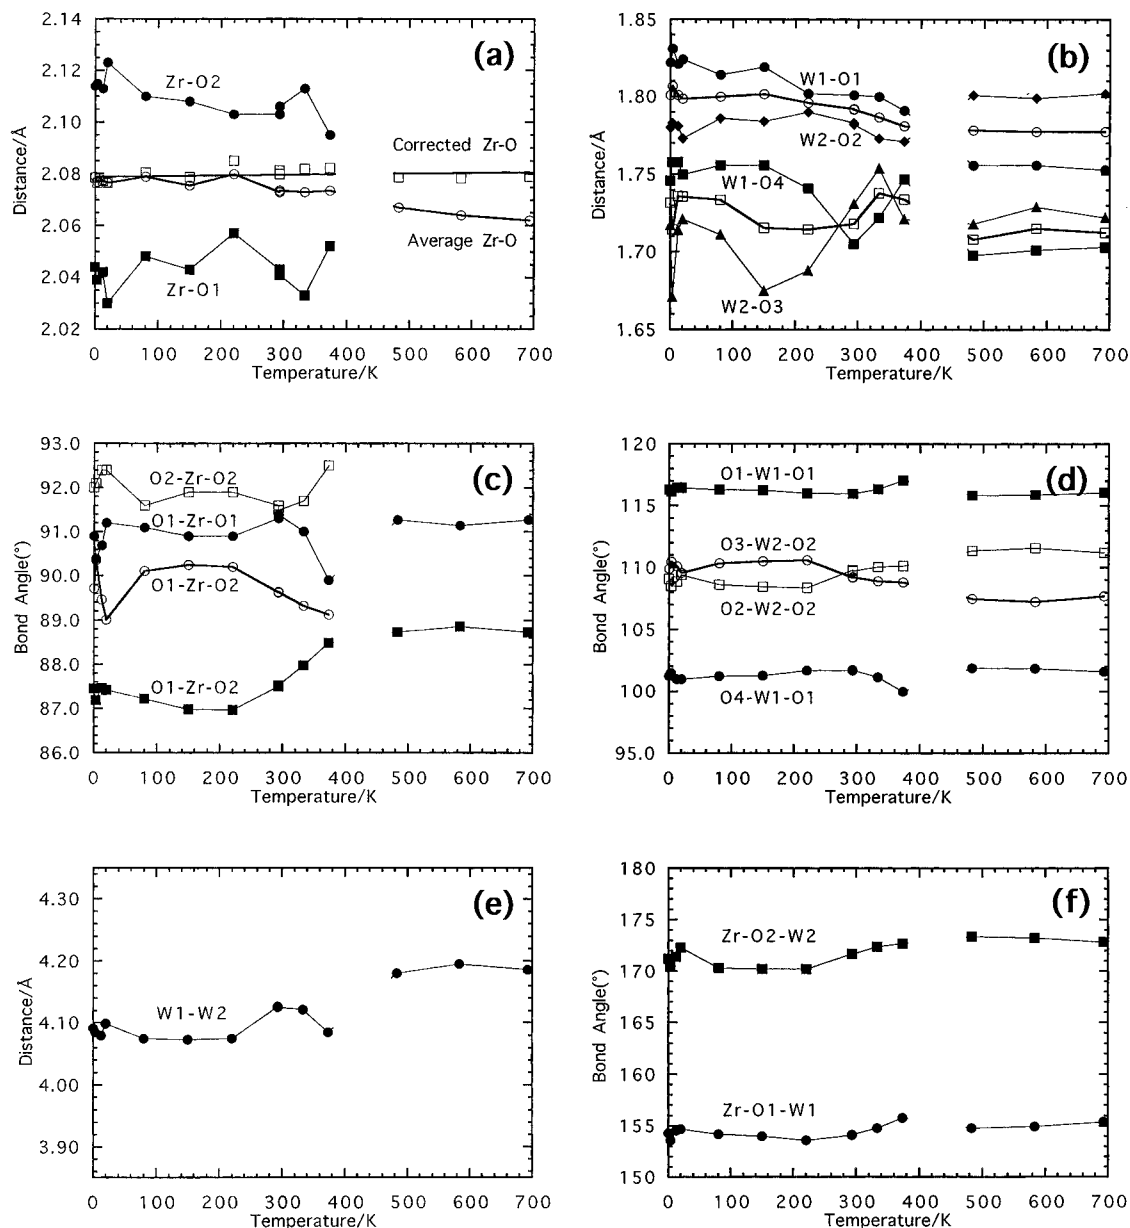 2.14
2.12
2.10
2.08
2.06
2.04
2.02
Distance/Å
(a)
Zr-O2
Corrected Zr-O
Average Zr-O
Zr-O1
0 100 200 300 400 500 600 700
Temperature/K
1.85
1.80
1.75
1.70
1.65
Distance/Å
(b)
W1-O1
W2-O2
W1-O4
W2-O3
0 100 200 300 400 500 600 700
Temperature/K
93.0
92.0
91.0
90.0
89.0
88.0
87.0
86.0
Bond Angle(°)
(c)
O2-Zr-O2
O1-Zr-O1
O1-Zr-O2
O1-Zr-O2
0 100 200 300 400 500 600 700
Temperature/K
120
115
110
105
100
95.0
Bond Angle(°)
(d)
O1-W1-O1
O3-W2-O2
O2-W2-O2
O4-W1-O1
0 100 200 300 400 500 600 700
Temperature/K
4.30
4.20
4.10
4.00
3.90
Distance/Å
(e)
W1-W2
0 100 200 300 400 500 600 700
Temperature/K
180
175
170
165
160
155
150
Bond Angle(°)
(f)
Zr-O2-W2
Zr-O1-W1
0 100 200 300 400 500 600 700
Temperature/K